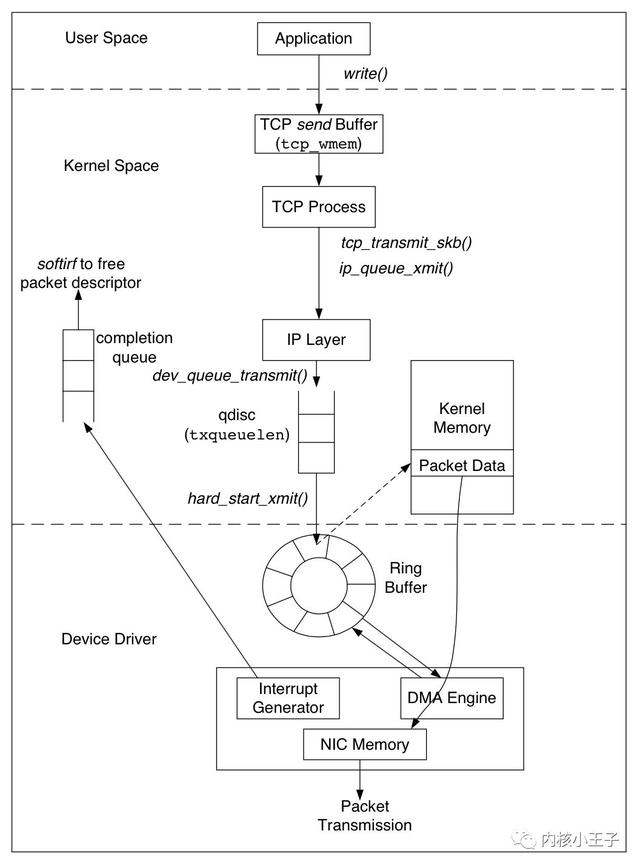 User Space
Application
write()
TCP send Buffer
(tcp_wmem)
Kernel Space
TCP Process
tcp_transmit_skb()
ip_queue_xmit()
softirf to free
packet descriptor
completion
queue
IP Layer
dev_queue_transmit()
qdisc
(txqueuelen)
Kernel
Memory
Packet Data
hard_start_xmit()
Ring
Buffer
Device Driver
Interrupt
Generator
DMA Engine
NIC Memory
Packet
Transmission
内核小王子